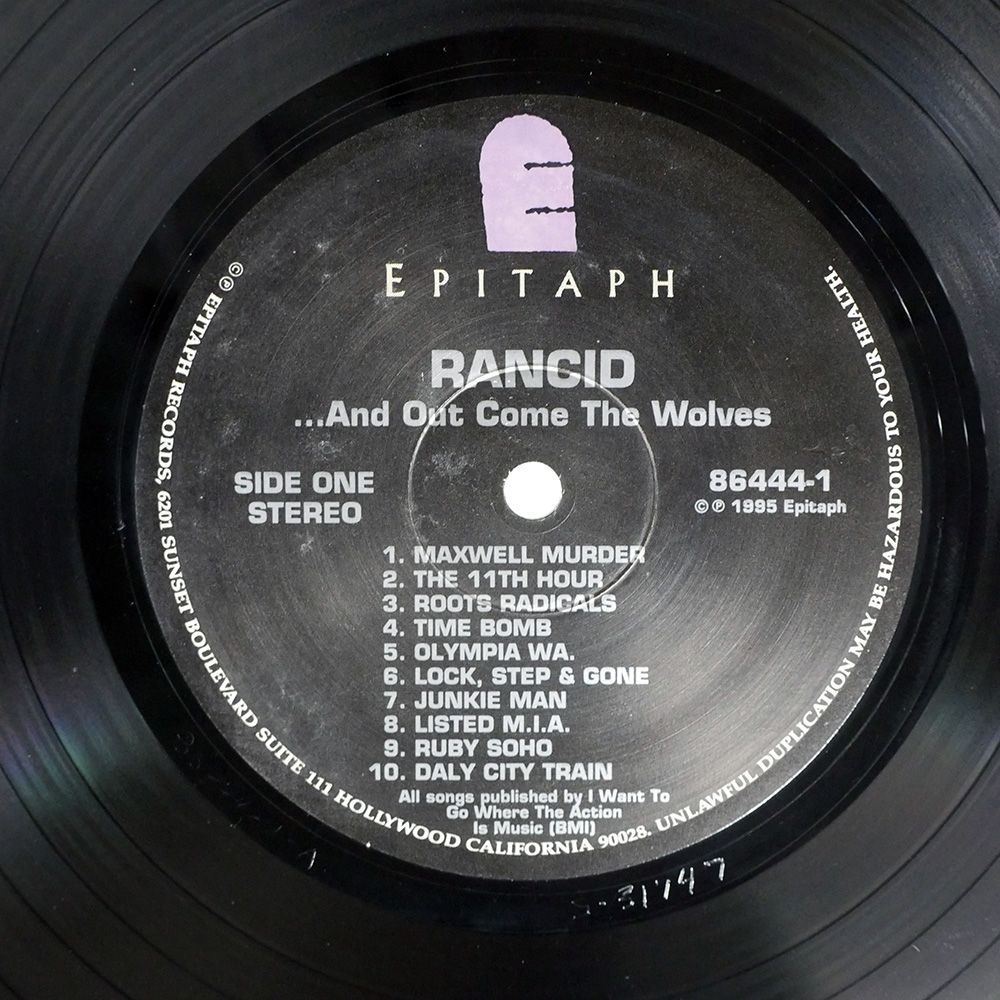 EPITAPH
RANCID
...And Out Come The Wolves
SIDE ONE
STEREO
86444-1
© ℗ 1995 Epitaph
1. MAXWELL MURDER
2. THE 11TH HOUR
3. ROOTS RADICALS
4. TIME BOMB
5. OLYMPIA WA.
6. LOCK, STEP & GONE
7. JUNKIE MAN
8. LISTED M.I.A.
9. RUBY SOHO
10. DALY CITY TRAIN
All songs published by I Want To
Go Where The Action
Is Music (BMI)
© ℗ EPITAPH RECORDS, 6201 SUNSET BOULEVARD SUITE 111 HOLLYWOOD CALIFORNIA 90028. UNLAWFUL DUPLICATION MAY BE HAZARDOUS TO YOUR HEALTH.